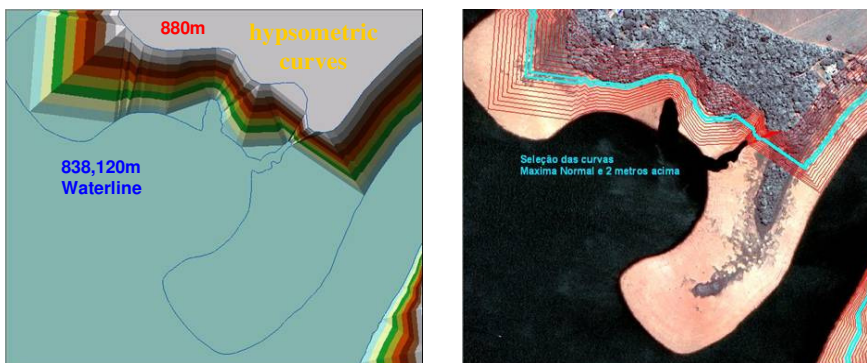 880m
hypsometric
curves
838,120m
Waterline
Seleção das curvas
Maxima Normal e 2 metros acima